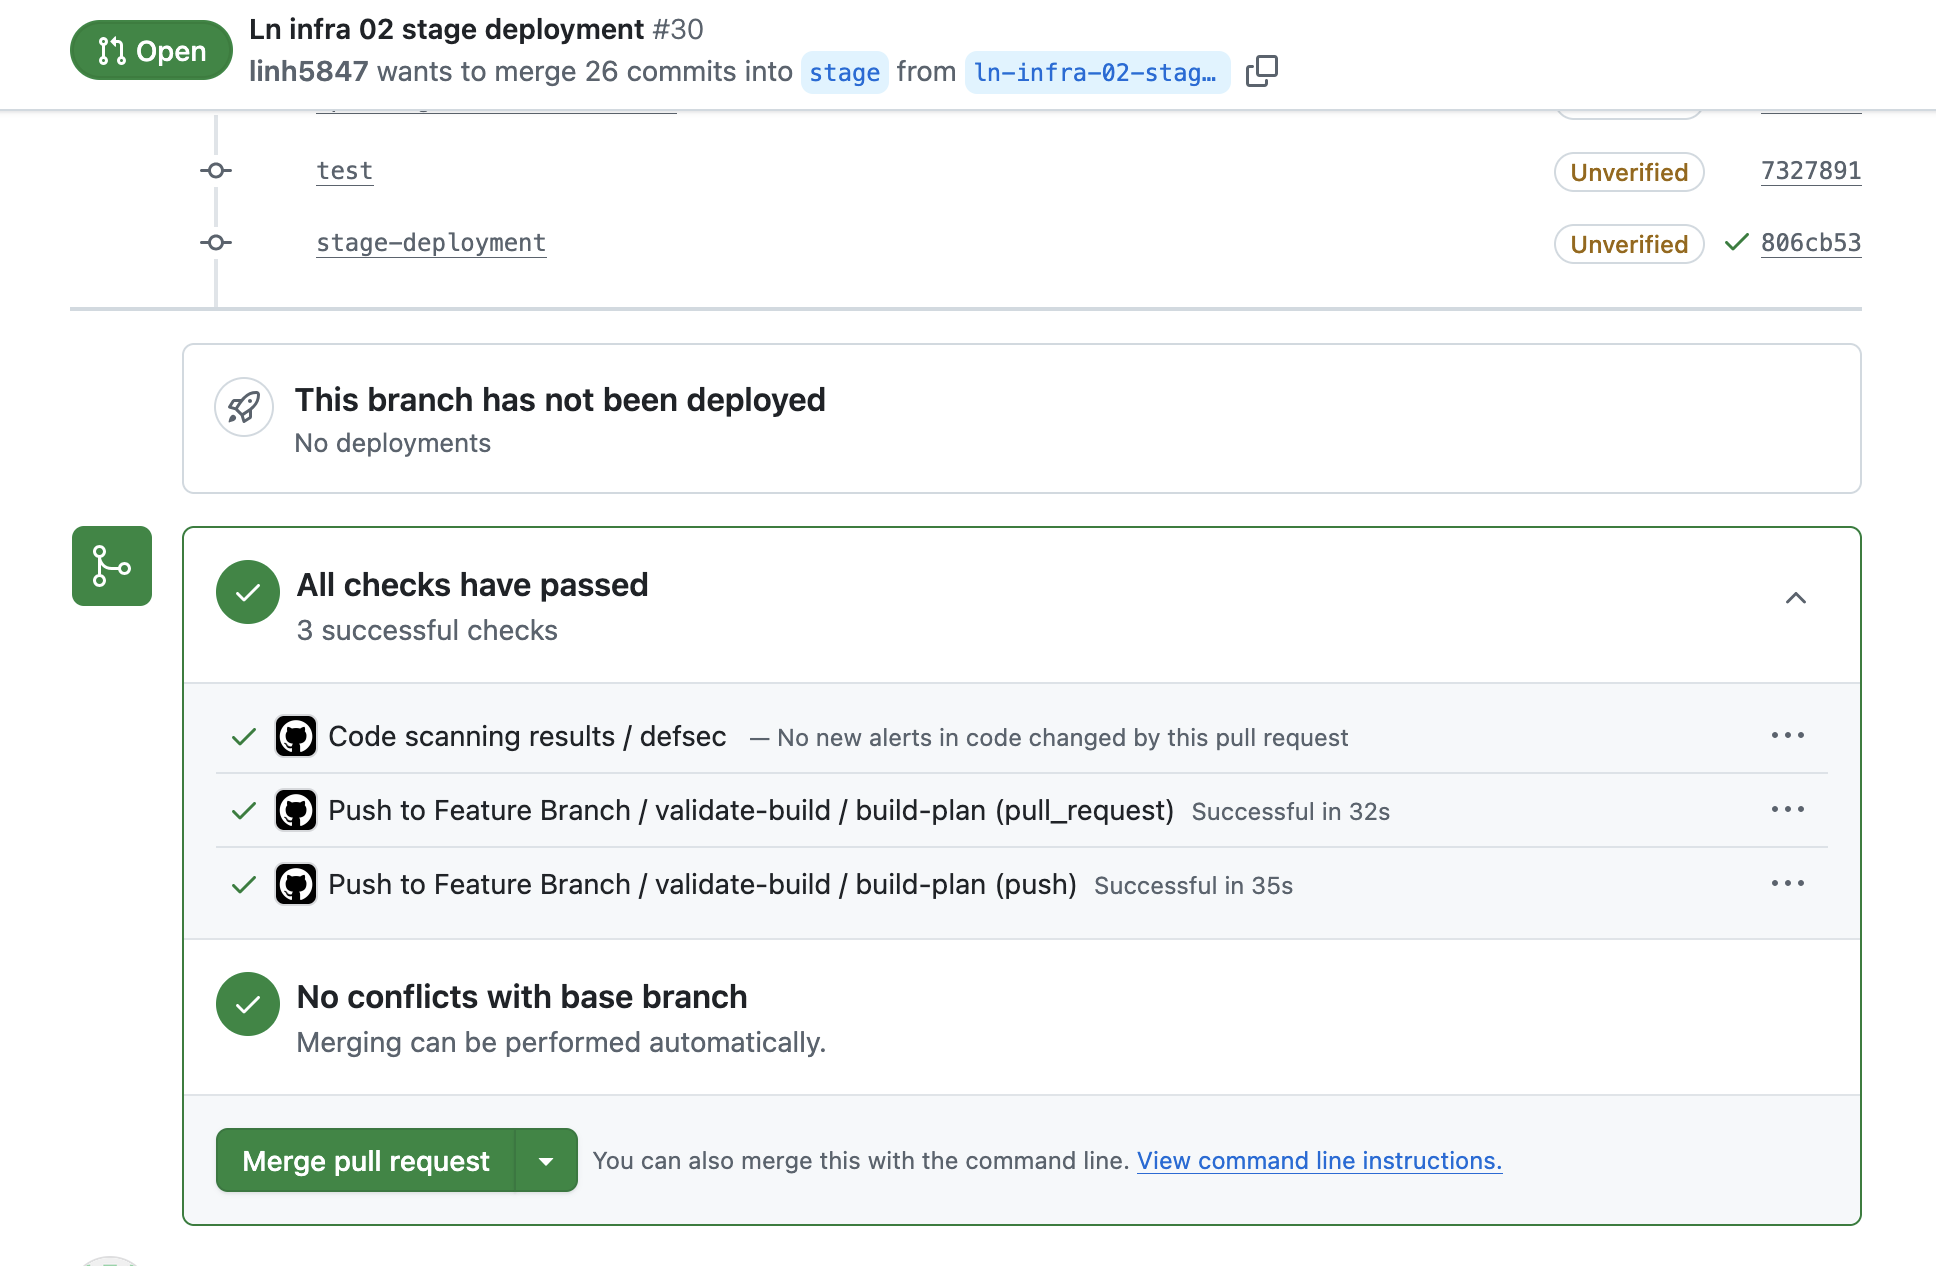 Open
Ln infra 02 stage deployment #30
linh5847 wants to merge 26 commits into stage from ln-infra-02-stag…
test Unverified 7327891
stage-deployment Unverified 806cb53
This branch has not been deployed
No deployments
All checks have passed
3 successful checks
Code scanning results / defsec — No new alerts in code changed by this pull request
Push to Feature Branch / validate-build / build-plan (pull_request) Successful in 32s
Push to Feature Branch / validate-build / build-plan (push) Successful in 35s
No conflicts with base branch
Merging can be performed automatically.
Merge pull request You can also merge this with the command line. View command line instructions.